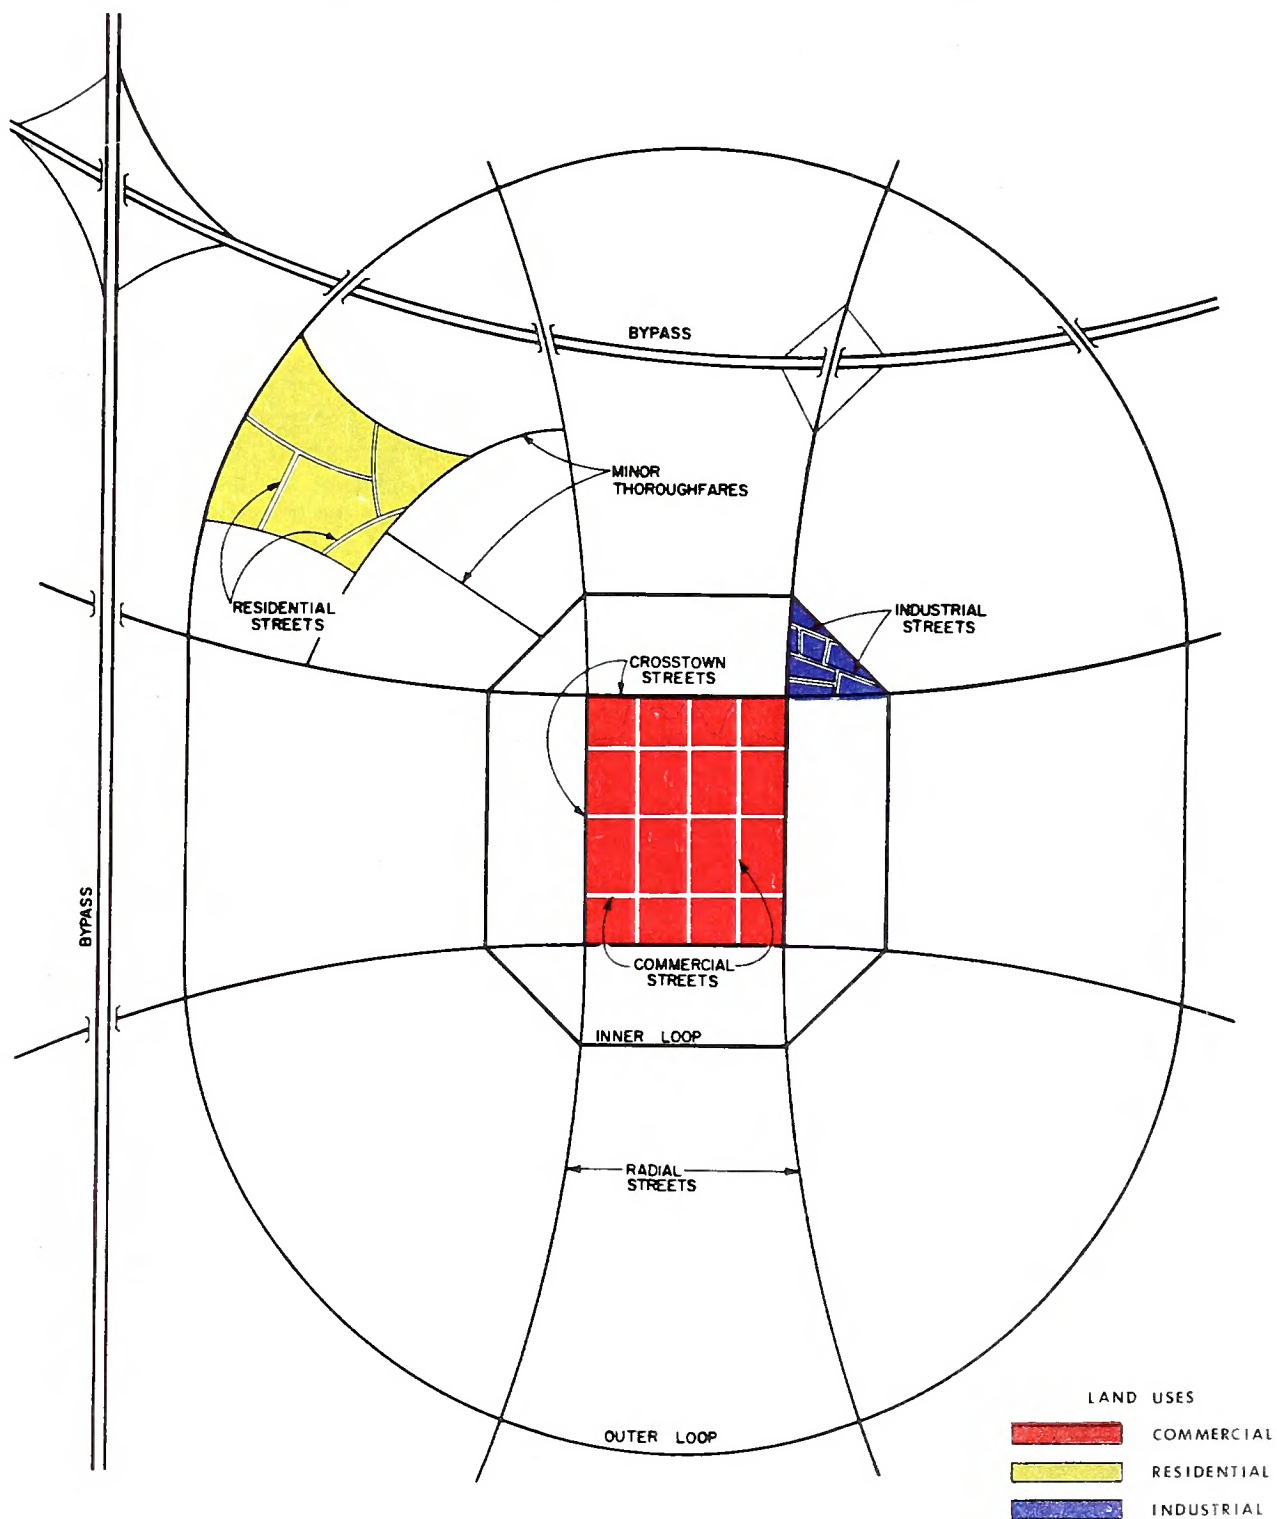 BYPASS
MINOR
THOROUGHFARES
RESIDENTIAL
STREETS
INDUSTRIAL
STREETS
CROSSTOWN
STREETS
BYPASS
COMMERCIAL
STREETS
INNER LOOP
RADIAL
STREETS
OUTER LOOP
LAND USES
COMMERCIAL
RESIDENTIAL
INDUSTRIAL